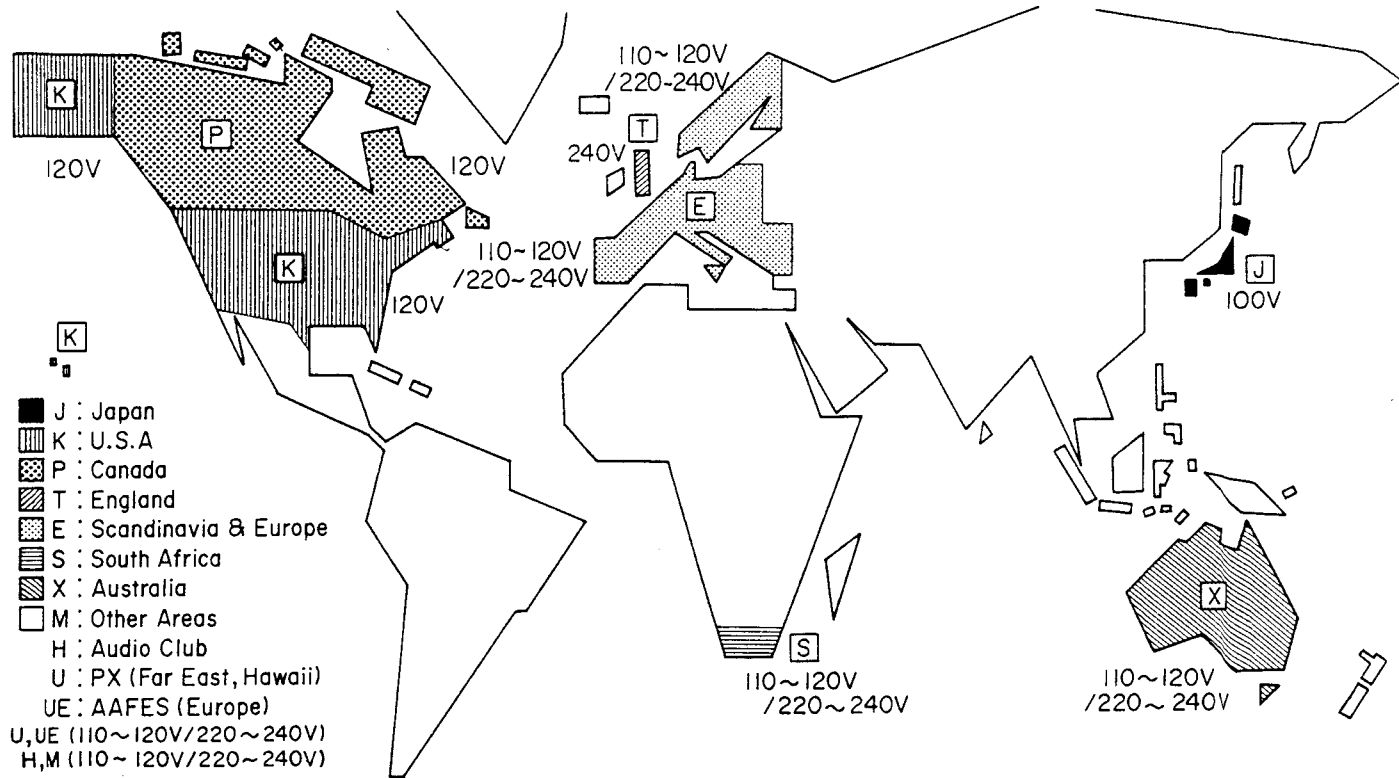 110~120V
/220-240V
K
P
T
120V
120V
240V
E
110~120V
/220~240V
K
J
120V
100V
K
J : Japan
K : U.S.A
P : Canada
T : England
E : Scandinavia & Europe
S : South Africa
X : Australia
M : Other Areas
H : Audio Club
U : PX (Far East, Hawaii)
UE : AAFES (Europe)
U,UE (110~120V/220~240V)
H,M (110~120V/220~240V)
X
S
110~120V
/220~240V
110~120V
/220~240V